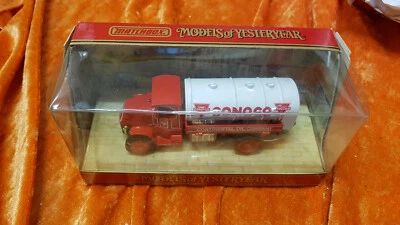 MATCHBOX MODELS of YESTERYEAR
CONOCO
MODELS of YESTERYEAR